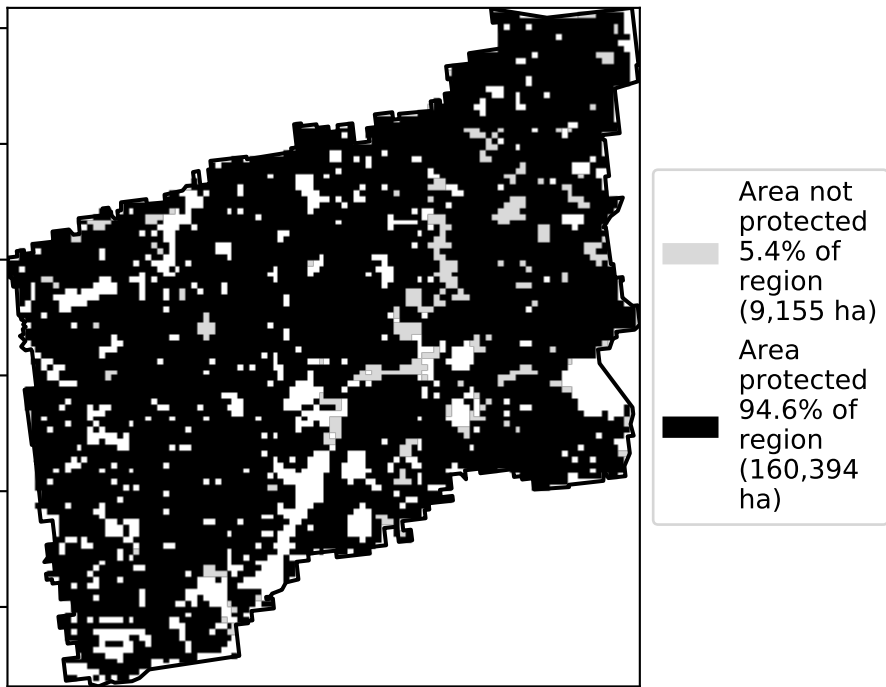 Area not
protected
5.4% of
region
(9,155 ha)
Area
protected
94.6% of
region
(160,394
ha)